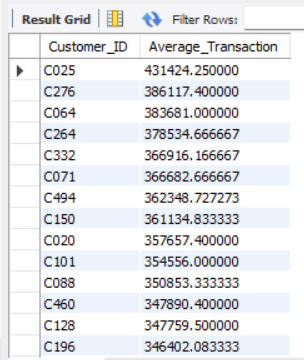 Result Grid Filter Rows:
Customer_ID Average_Transaction
C025 431424.250000
C276 386117.400000
C064 383681.000000
C264 378534.666667
C332 366916.166667
C071 366682.666667
C494 362348.727273
C150 361134.833333
C020 357657.400000
C101 354556.000000
C088 350853.333333
C460 347890.400000
C128 347759.500000
C196 346402.083333